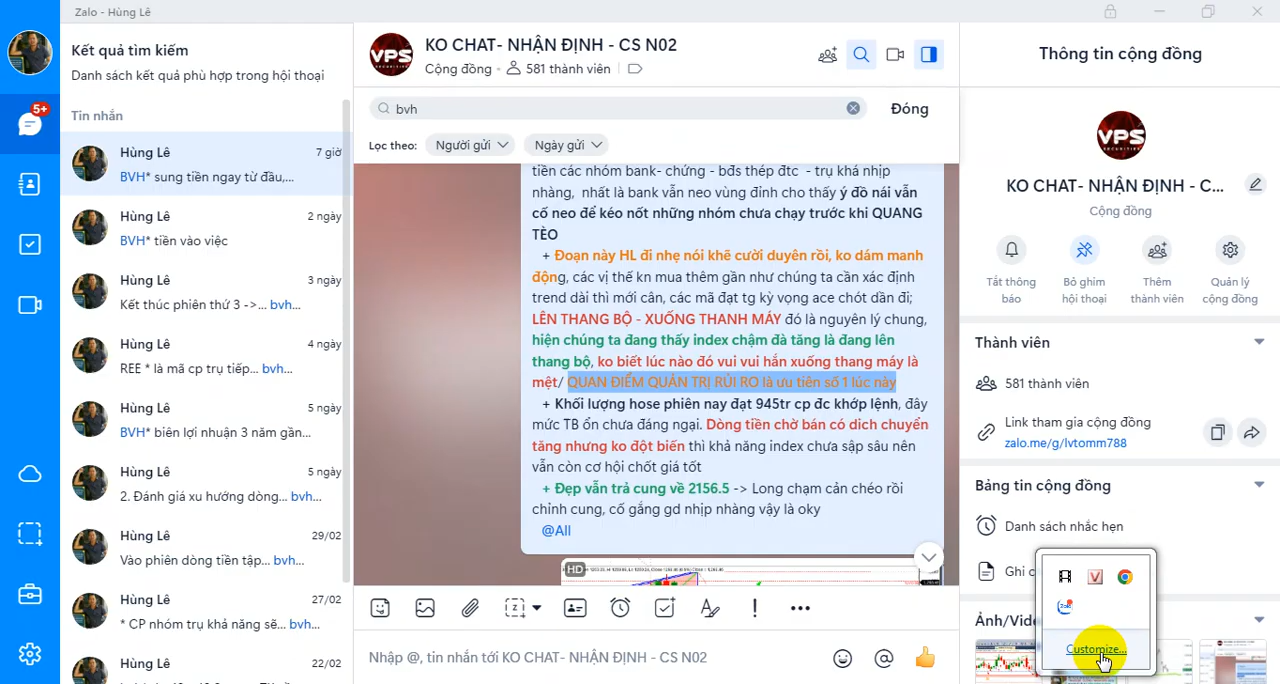 Zalo - Hùng Lê
Kết quả tìm kiếm
Danh sách kết quả phù hợp trong hội thoại
Tin nhắn
5+
Hùng Lê
7 giờ
BVH* sung tiền ngay từ đầu,...
Hùng Lê
2 ngày
BVH* tiền vào việc
Hùng Lê
3 ngày
Kết thúc phiên thứ 3 ->... bvh...
Hùng Lê
4 ngày
REE * là mã cp trụ tiếp... bvh...
Hùng Lê
5 ngày
BVH* biên lợi nhuận 3 năm gần...
Hùng Lê
5 ngày
2. Đánh giá xu hướng dòng... bvh...
Hùng Lê
29/02
Vào phiên dòng tiền tập... bvh...
Hùng Lê
27/02
* CP nhóm trụ khả năng sẽ... bvh...
Hùng Lê
22/02
VPS
SECURITIES
KO CHAT- NHẬN ĐỊNH - CS N02
Cộng đồng - 581 thành viên
bvh
Đóng
Lọc theo:
Người gửi
Ngày gửi
tiền các nhóm bank- chứng - bđs thép đtc - trụ khá nhịp
nhàng, nhất là bank vẫn neo vùng đỉnh cho thấy ý đồ nái vẫn
cố neo để kéo nốt những nhóm chưa chạy trước khi QUANG
TÈO
+ Đoạn này HL đi nhẹ nói khẽ cười duyên rồi, ko dám manh
động, các vị thế kn mua thêm gần như chúng ta cần xác định
trend dài thì mới cân, các mã đạt tg kỳ vọng ace chót dần đi;
LÊN THANG BỘ - XUỐNG THANH MÁY đó là nguyên lý chung,
hiện chúng ta đang thấy index chậm đà tăng là đang lên
thang bộ, ko biết lúc nào đó vui vui hắn xuống thang máy là
mệt/ QUAN ĐIỂM QUẢN TRỊ RỦI RO là ưu tiên số 1 lúc này
+ Khối lượng hose phiên nay đạt 945tr cp đc khớp lệnh, đây
mức TB ổn chưa đáng ngại. Dòng tiền chờ bán có dich chuyển
tăng nhưng ko đột biến thì khả năng index chưa sập sâu nên
vẫn còn cơ hội chốt giá tốt
+ Đẹp vẫn trả cung về 2156.5 -> Long chạm cản chéo rồi
chỉnh cung, cố gắng gd nhịp nhàng vậy là oky
@All
HD
Nhập @, tin nhắn tới KO CHAT- NHẬN ĐỊNH - CS N02
Thông tin cộng đồng
VPS
SECURITIES
KO CHAT- NHẬN ĐỊNH - C...
Cộng đồng
Tắt thông
báo
Bỏ ghim
hội thoại
Thêm
thành viên
Quản lý
cộng đồng
Thành viên
581 thành viên
Link tham gia cộng đồng
zalo.me/g/lvtomm788
Bảng tin cộng đồng
Danh sách nhắc hẹn
Ghi c
Ảnh/Vide
Customize...